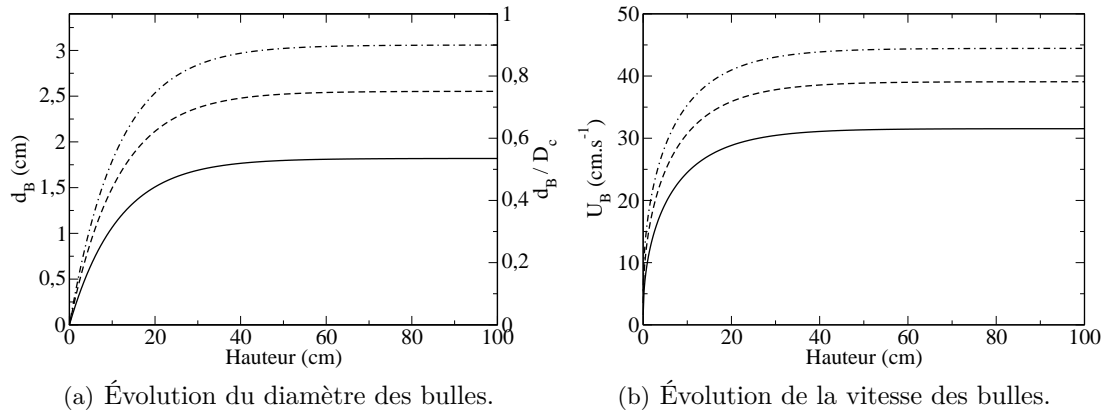 3
2,5
2
1,5
1
0,5
0
d_B (cm)
0 20 40 60 80 100
Hauteur (cm)
1
0,8
0,6
0,4
0,2
0
d_B / D_c
50
40
30
20
10
0
U_B (cm.s^-1)
0 20 40 60 80 100
Hauteur (cm)
(a) Évolution du diamètre des bulles.
(b) Évolution de la vitesse des bulles.